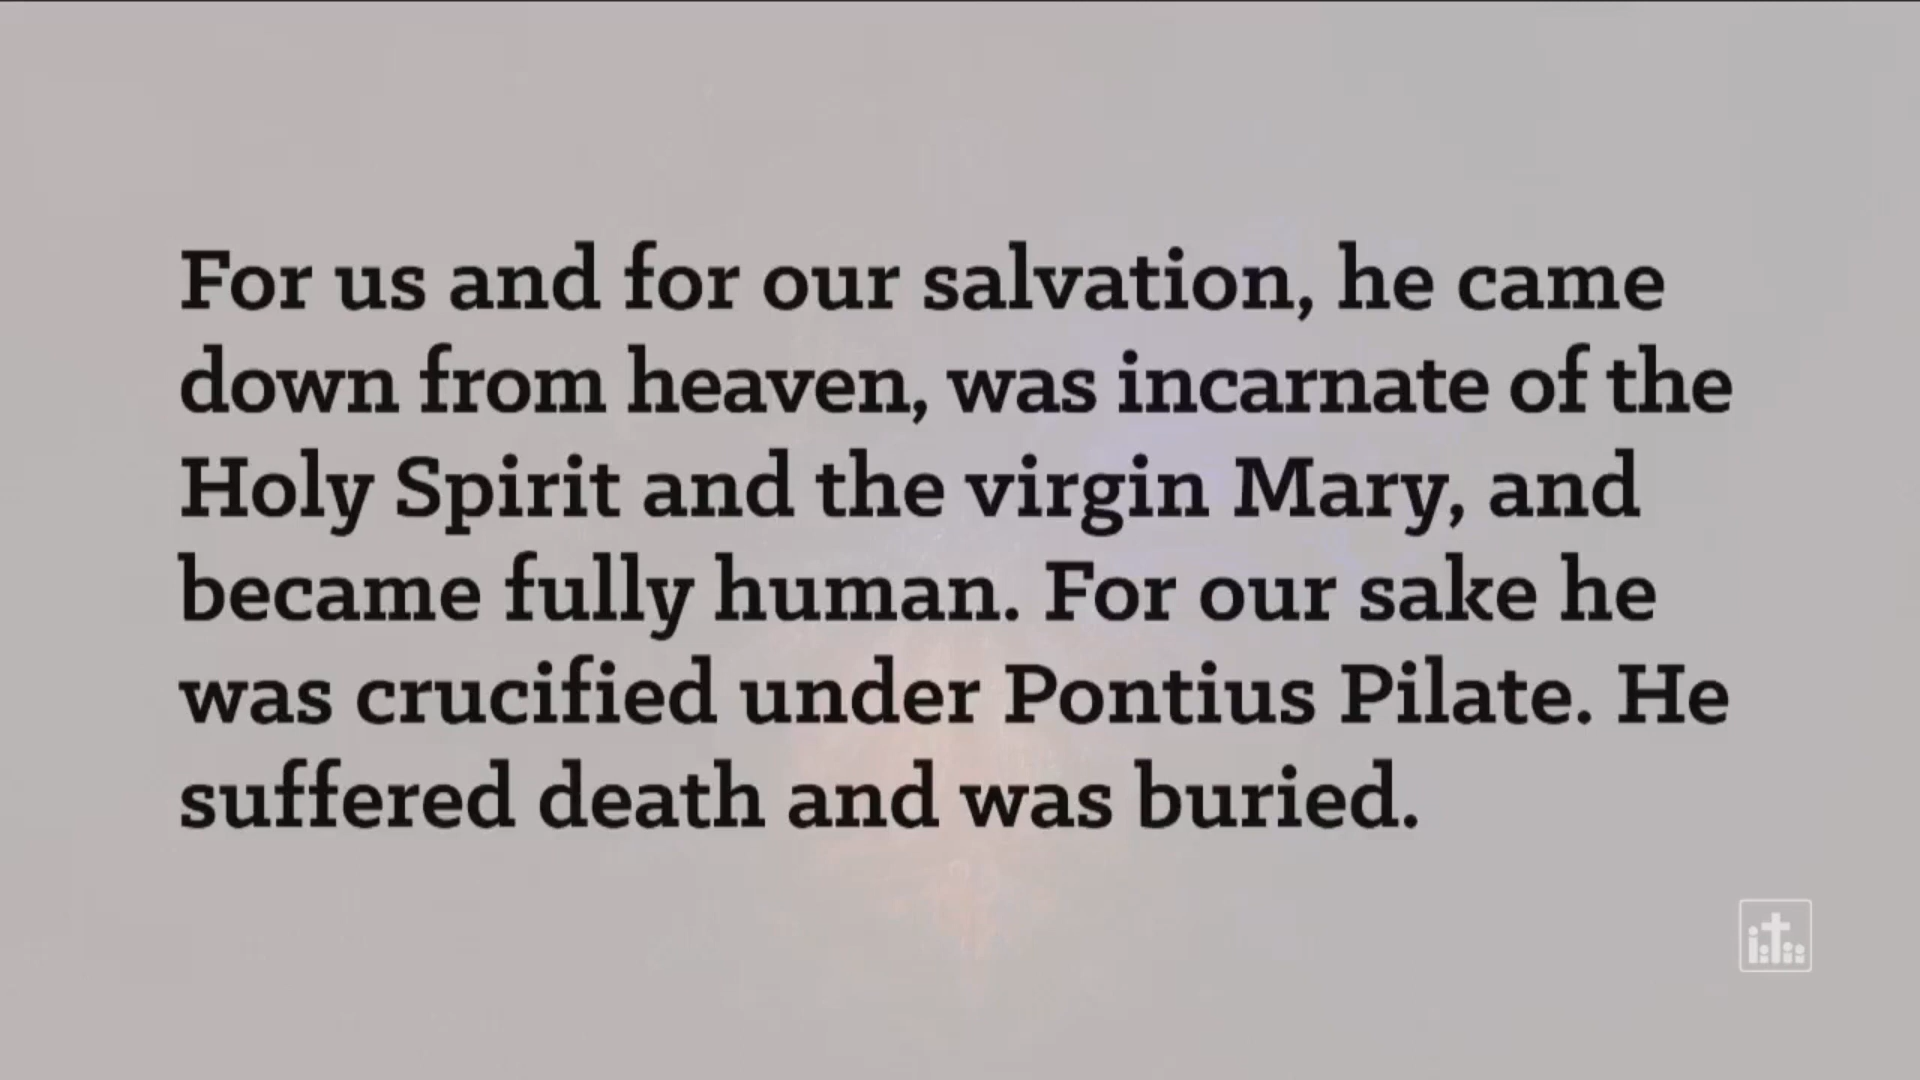 For us and for our salvation, he came
down from heaven, was incarnate of the
Holy Spirit and the virgin Mary, and
became fully human. For our sake he
was crucified under Pontius Pilate. He
suffered death and was buried.